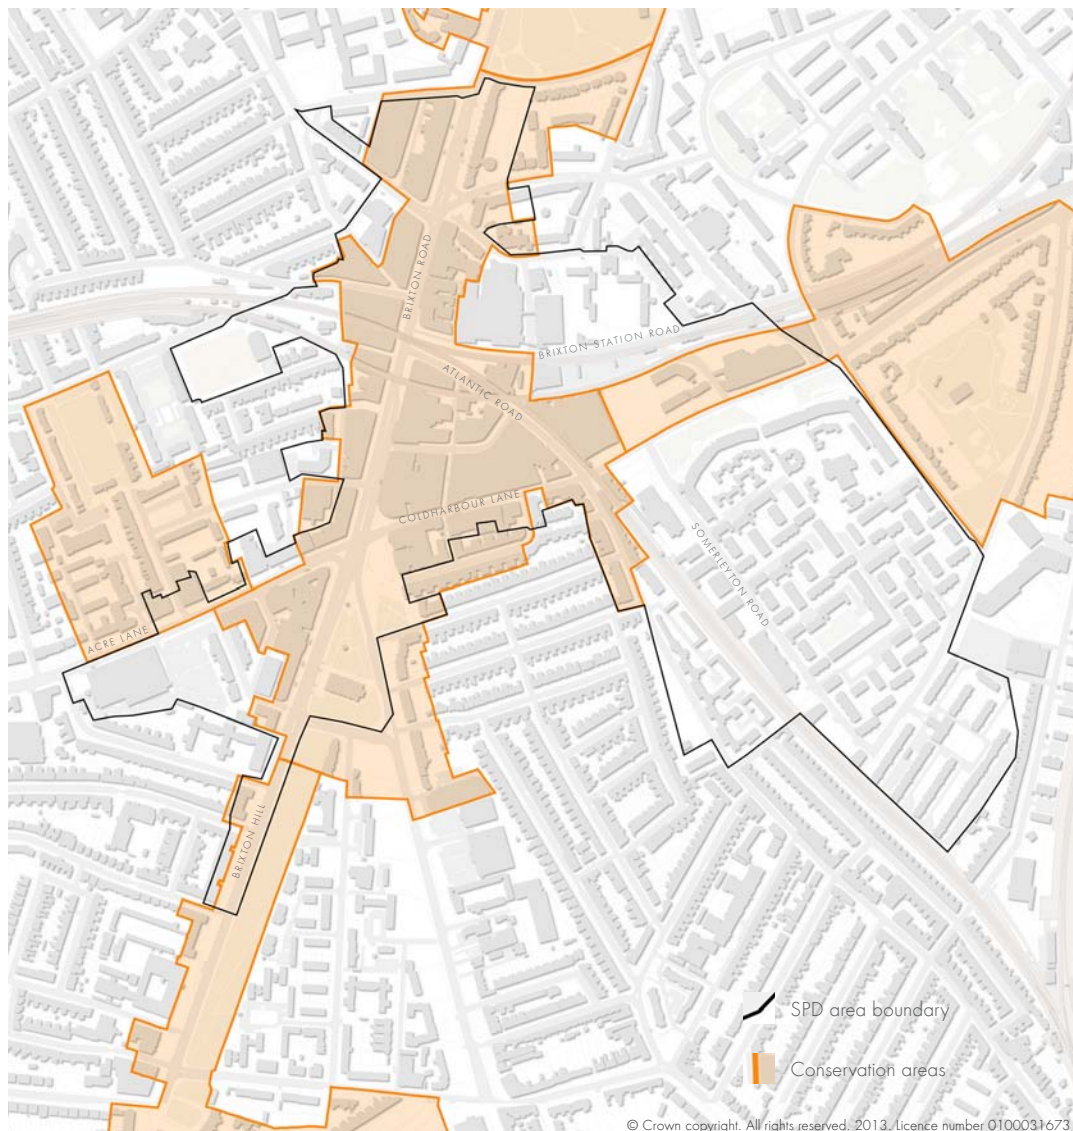 BRIXTON ROAD
BRIXTON STATION ROAD
ATLANTIC ROAD
COLDHARBOUR LANE
SOMERLEYTON ROAD
ACRE LANE
BRIXTON HILL
SPD area boundary
Conservation areas
© Crown copyright. All rights reserved. 2013. Licence number 0100031673